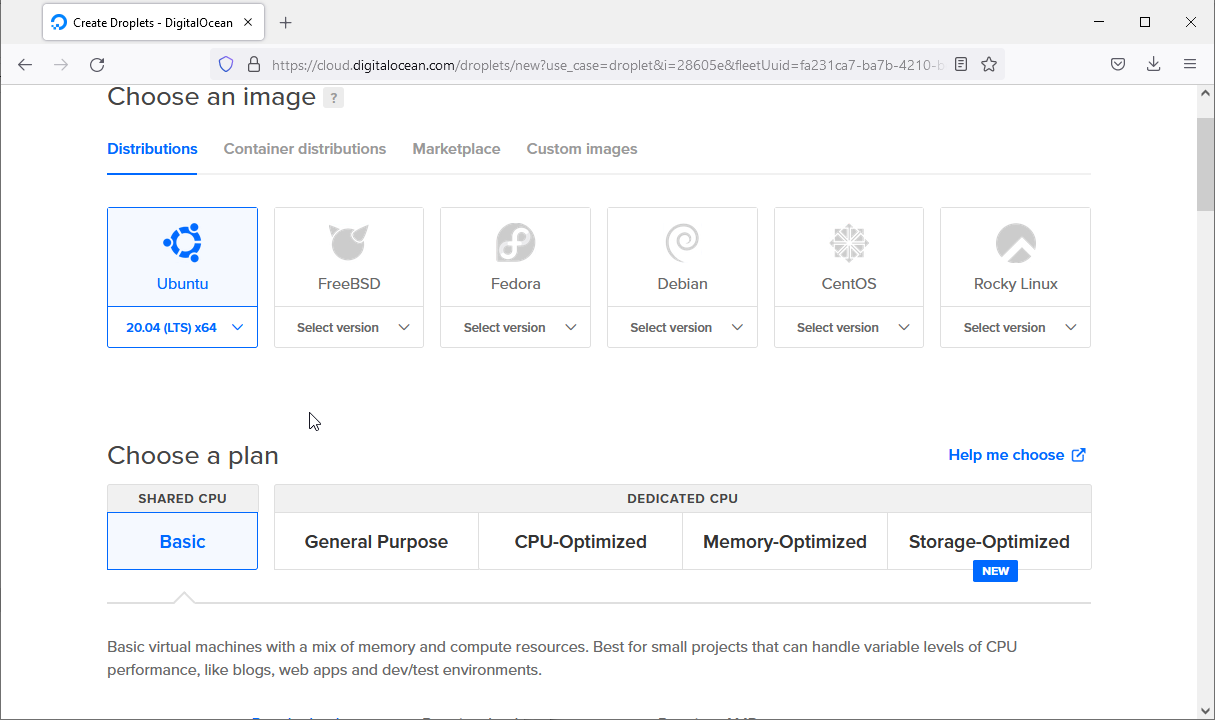 Create Droplets - DigitalOcean
https://cloud.digitalocean.com/droplets/new?use_case=droplet&i=28605e&fleetUuid=fa231ca7-ba7b-4210-b
Choose an image ?
Distributions Container distributions Marketplace Custom images
Ubuntu FreeBSD Fedora Debian CentOS Rocky Linux
20.04 (LTS) x64 Select version Select version Select version Select version Select version
Choose a plan Help me choose
SHARED CPU DEDICATED CPU
Basic General Purpose CPU-Optimized Memory-Optimized Storage-Optimized
NEW
Basic virtual machines with a mix of memory and compute resources. Best for small projects that can handle variable levels of CPU
performance, like blogs, web apps and dev/test environments.